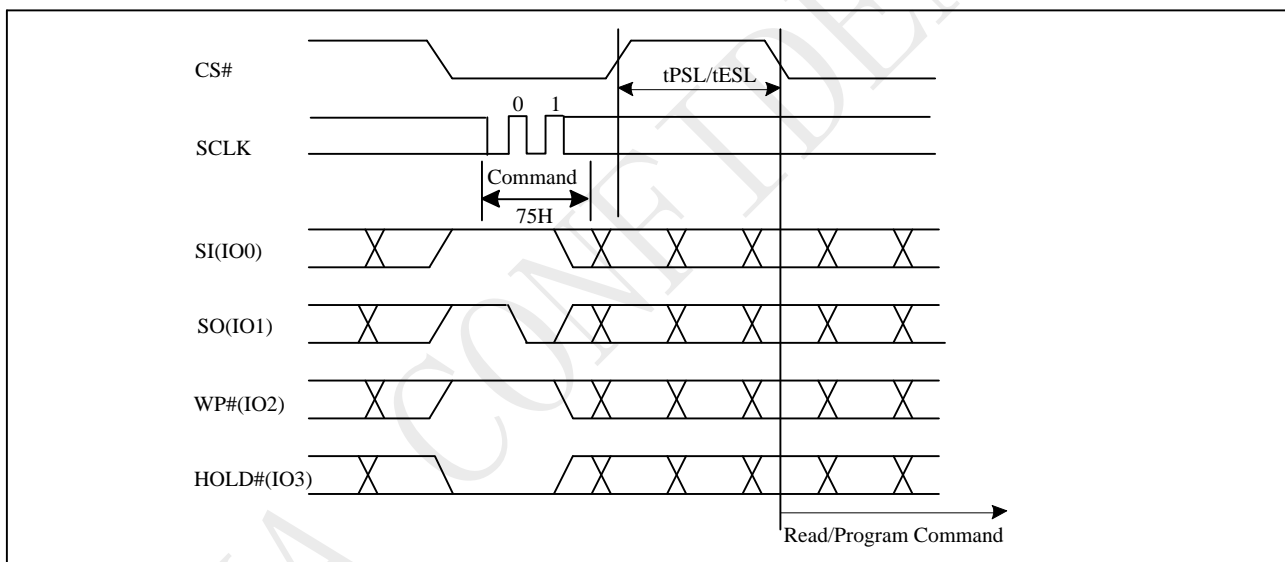 CS#
tPSL/tESL
0 1
SCLK
Command
75H
SI(IO0)
SO(IO1)
WP#(IO2)
HOLD#(IO3)
Read/Program Command
CONFIDEN